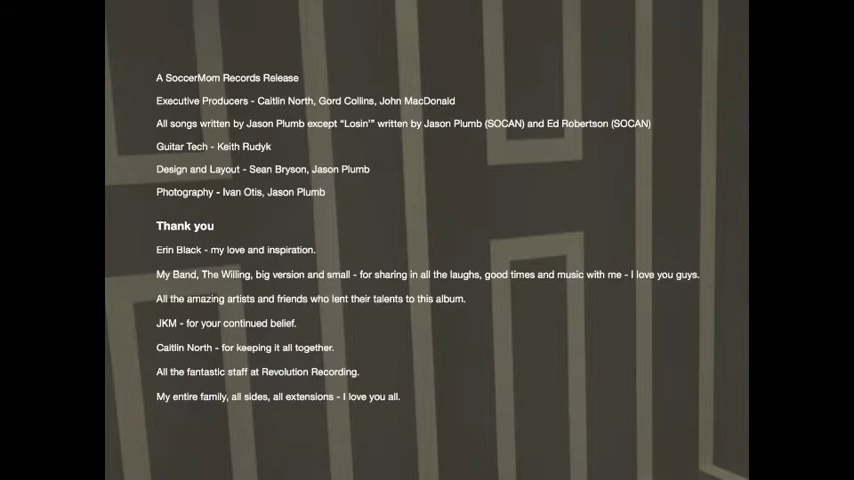 A SoccerMom Records Release
Executive Producers - Caitlin North, Gord Collins, John MacDonald
All songs written by Jason Plumb except “Losin’” written by Jason Plumb (SOCAN) and Ed Robertson (SOCAN)
Guitar Tech - Keith Rudyk
Design and Layout - Sean Bryson, Jason Plumb
Photography - Ivan Otis, Jason Plumb
Thank you
Erin Black - my love and inspiration.
My Band, The Willing, big version and small - for sharing in all the laughs, good times and music with me - I love you guys.
All the amazing artists and friends who lent their talents to this album.
JKM - for your continued belief.
Caitlin North - for keeping it all together.
All the fantastic staff at Revolution Recording.
My entire family, all sides, all extensions - I love you all.